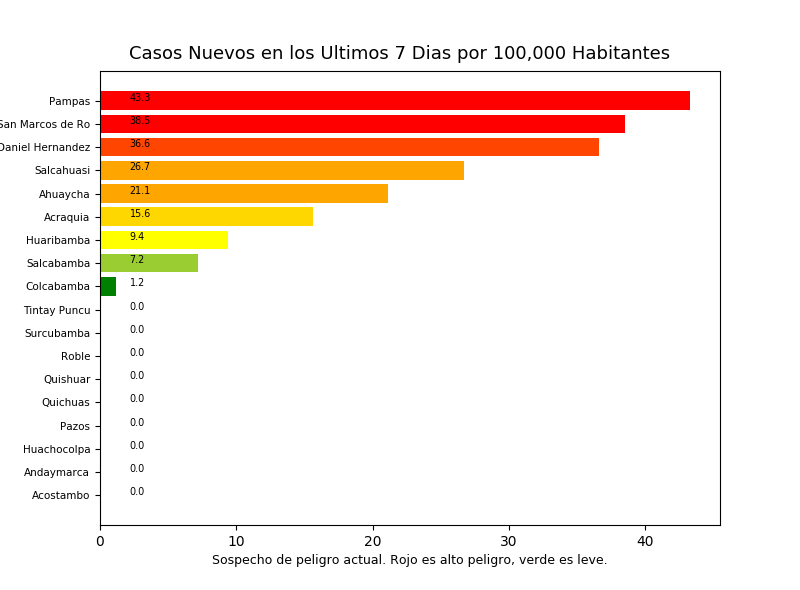 Casos Nuevos en los Ultimos 7 Dias por 100,000 Habitantes
Pampas 43.3
San Marcos de Ro 38.5
Daniel Hernandez 36.6
Salcahuasi 26.7
Ahuaycha 21.1
Acraquia 15.6
Huaribamba 9.4
Salcabamba 7.2
Colcabamba 1.2
Tintay Puncu 0.0
Surcubamba 0.0
Roble 0.0
Quishuar 0.0
Quichuas 0.0
Pazos 0.0
Huachocolpa 0.0
Andaymarca 0.0
Acostambo 0.0
0 10 20 30 40
Sospecho de peligro actual. Rojo es alto peligro, verde es leve.